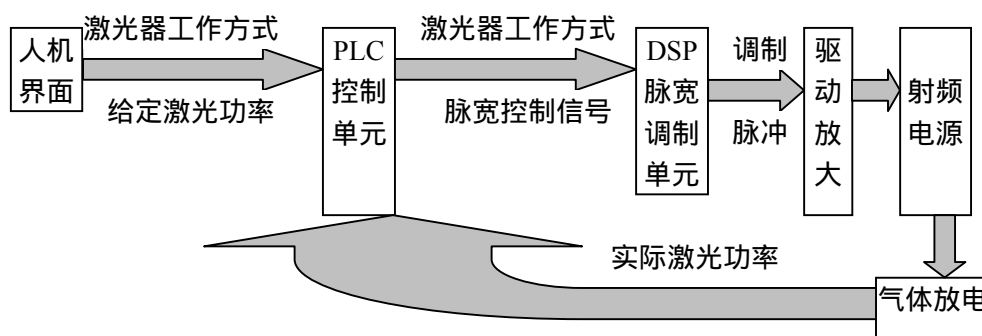 人机
界面
激光器工作方式
给定激光功率
PLC
控制
单元
激光器工作方式
脉宽控制信号
DSP
脉宽
调制
单元
调制
脉冲
驱
动
放
大
射频
电源
实际激光功率
气体放电